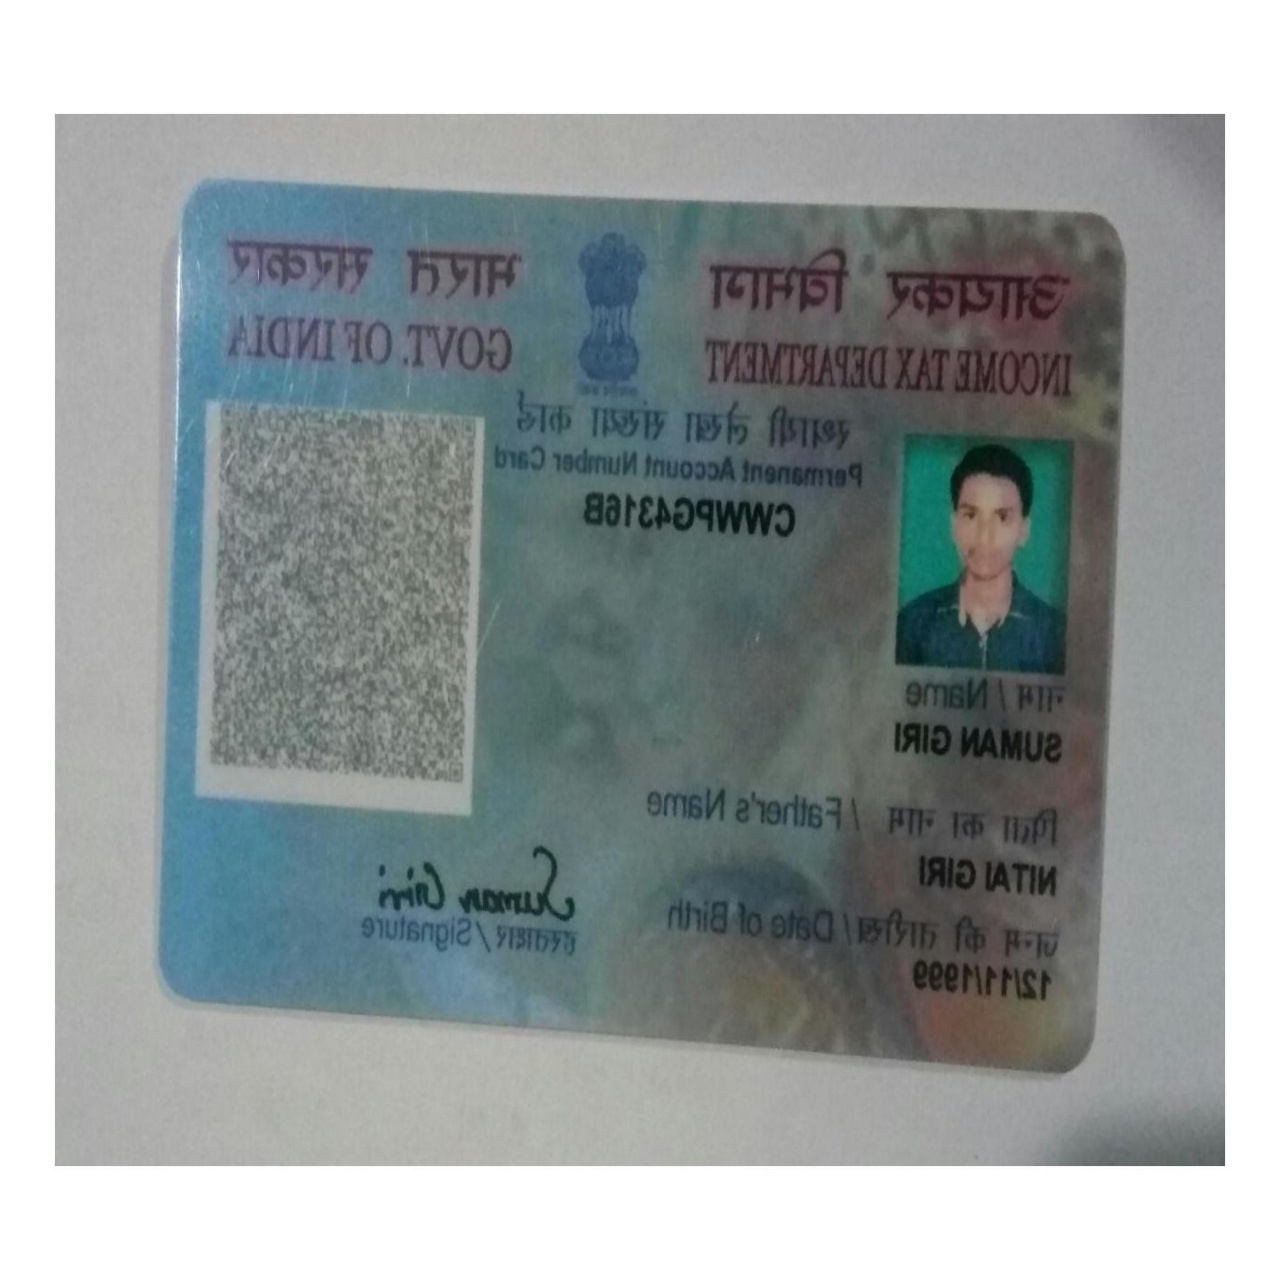 आयकर विभाग
INCOME TAX DEPARTMENT
भारत सरकार
GOVT. OF INDIA
स्थायी लेखा संख्या कार्ड
Permanent Account Number Card
CWWPG4316B
नाम / Name
SUMAN GIRI
पिता का नाम / Father's Name
NITAI GIRI
जन्म की तारीख / Date of Birth
12/11/1999
Suman Giri
हस्ताक्षर / Signature